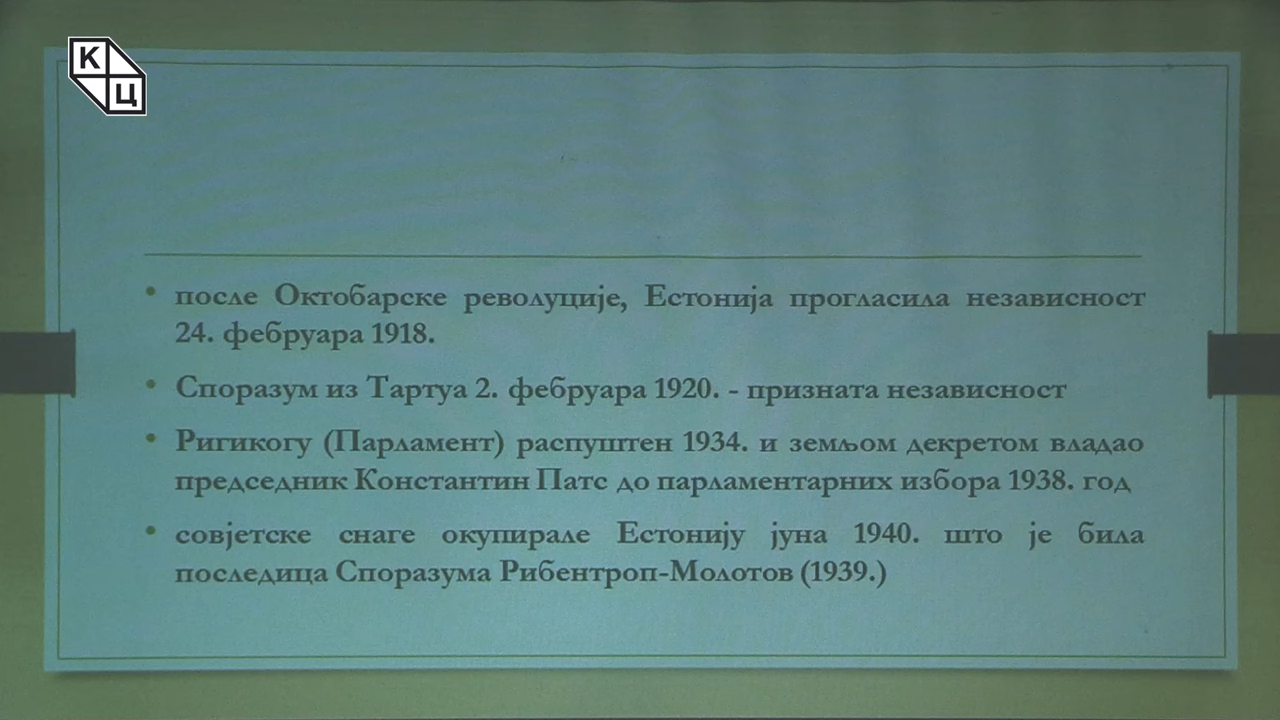 К
Ц
• после Октобарске револуције, Естонија прогласила независност
24. фебруара 1918.
• Споразум из Тартуа 2. фебруара 1920. - призната независност
• Ригикогу (Парламент) распуштен 1934. и земљом декретом владао
председник Константин Патс до парламентарних избора 1938. год
• совјетске снаге окупирале Естонију јуна 1940. што је била
последица Споразума Рибентроп-Молотов (1939.)